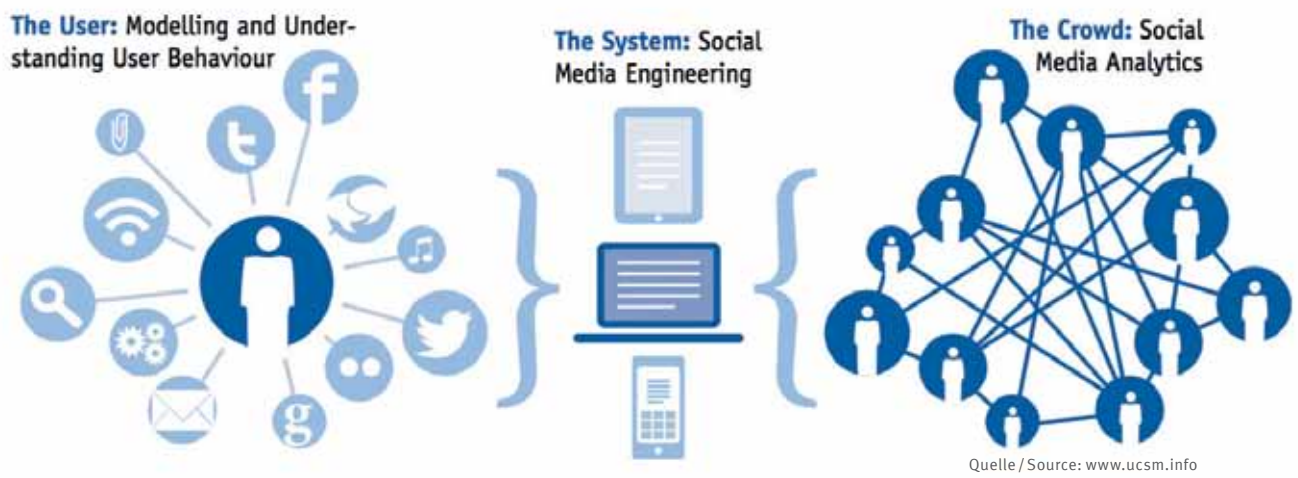 The User: Modelling and Under-
standing User Behaviour
The System: Social
Media Engineering
The Crowd: Social
Media Analytics
f
t
g
Quelle / Source: www.ucsm.info